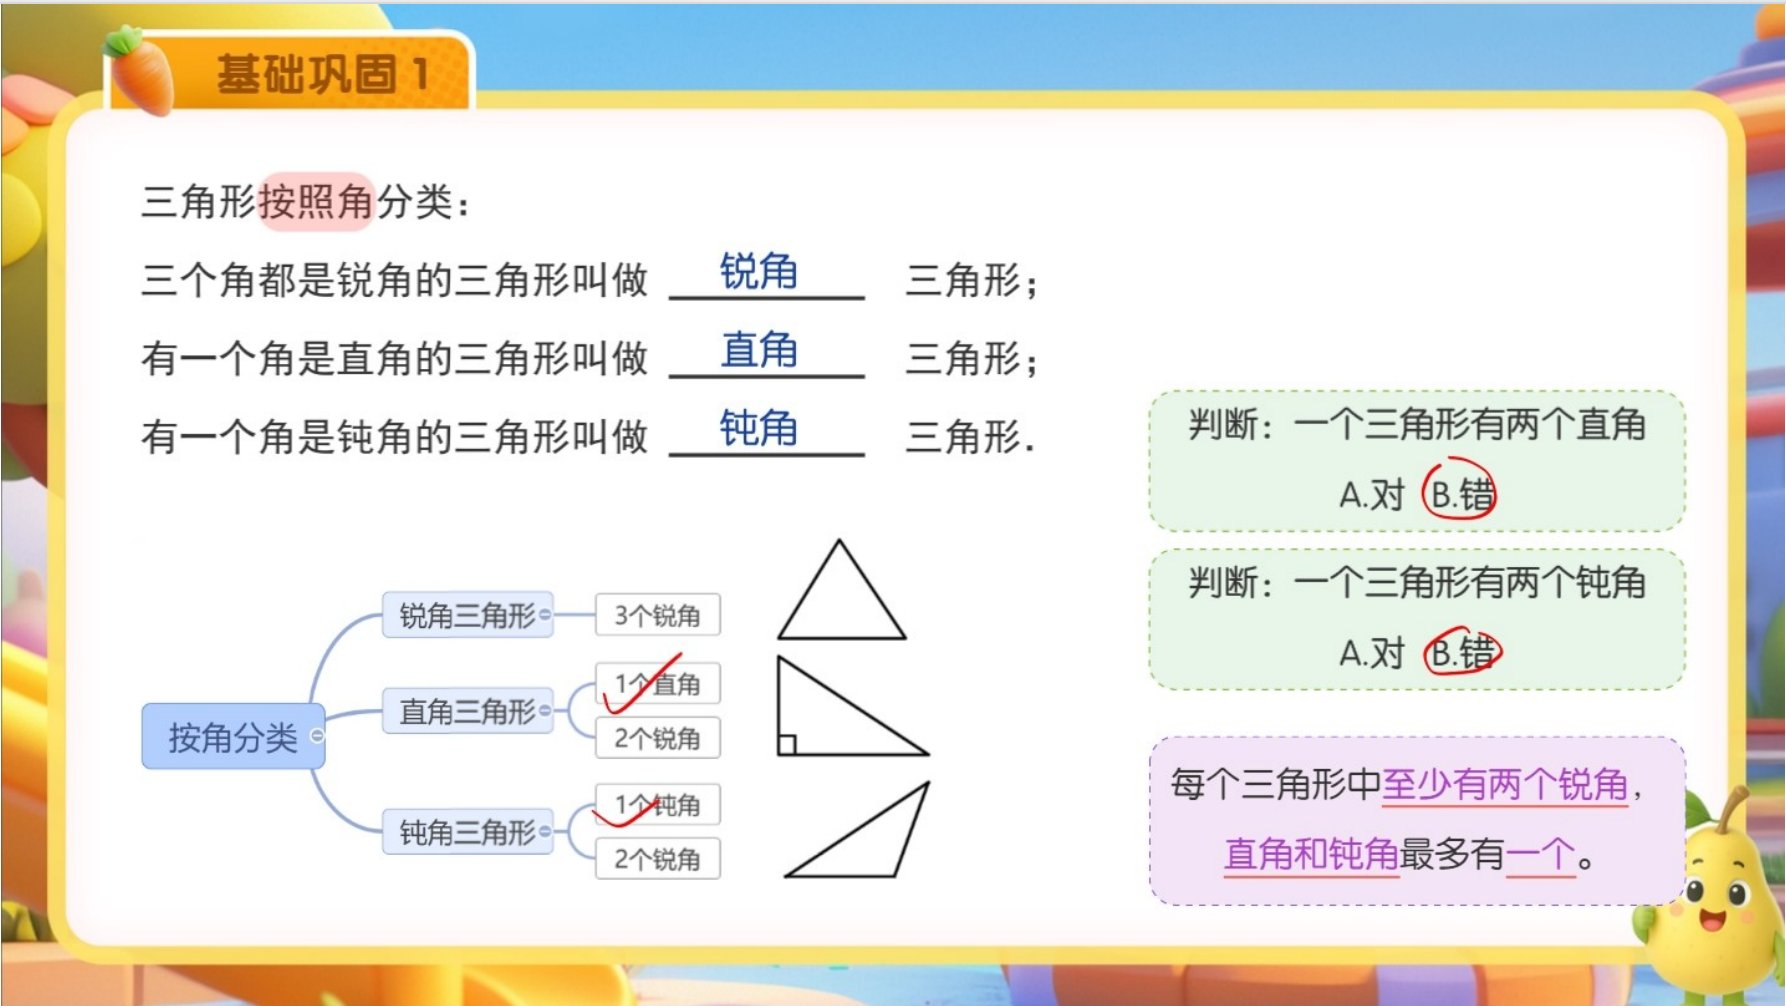 基础巩固 1
三角形按照角分类：
三个角都是锐角的三角形叫做 锐角 三角形；
有一个角是直角的三角形叫做 直角 三角形；
有一个角是钝角的三角形叫做 钝角 三角形.
判断：一个三角形有两个直角
A.对 B.错
判断：一个三角形有两个钝角
A.对 B.错
按角分类
锐角三角形
3个锐角
直角三角形
1个直角
2个锐角
钝角三角形
1个钝角
2个锐角
每个三角形中至少有两个锐角，
直角和钝角最多有一个。